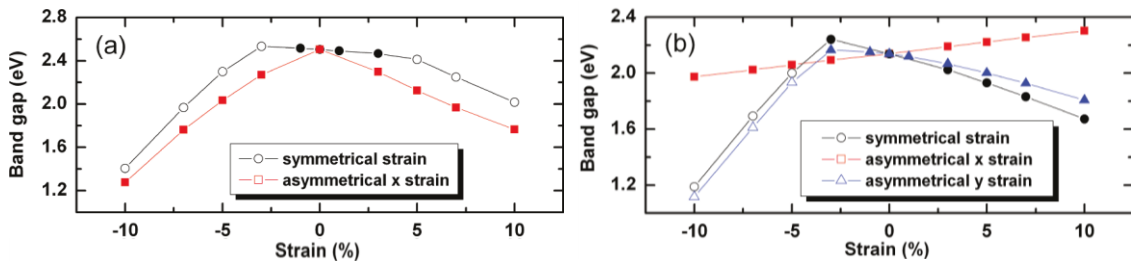 (a)
Band gap (eV)
2.8
2.4
2.0
1.6
1.2
symmetrical strain
asymmetrical x strain
-10 -5 0 5 10
Strain (%)
(b)
Band gap (eV)
2.4
2.0
1.6
1.2
symmetrical strain
asymmetrical x strain
asymmetrical y strain
-10 -5 0 5 10
Strain (%)